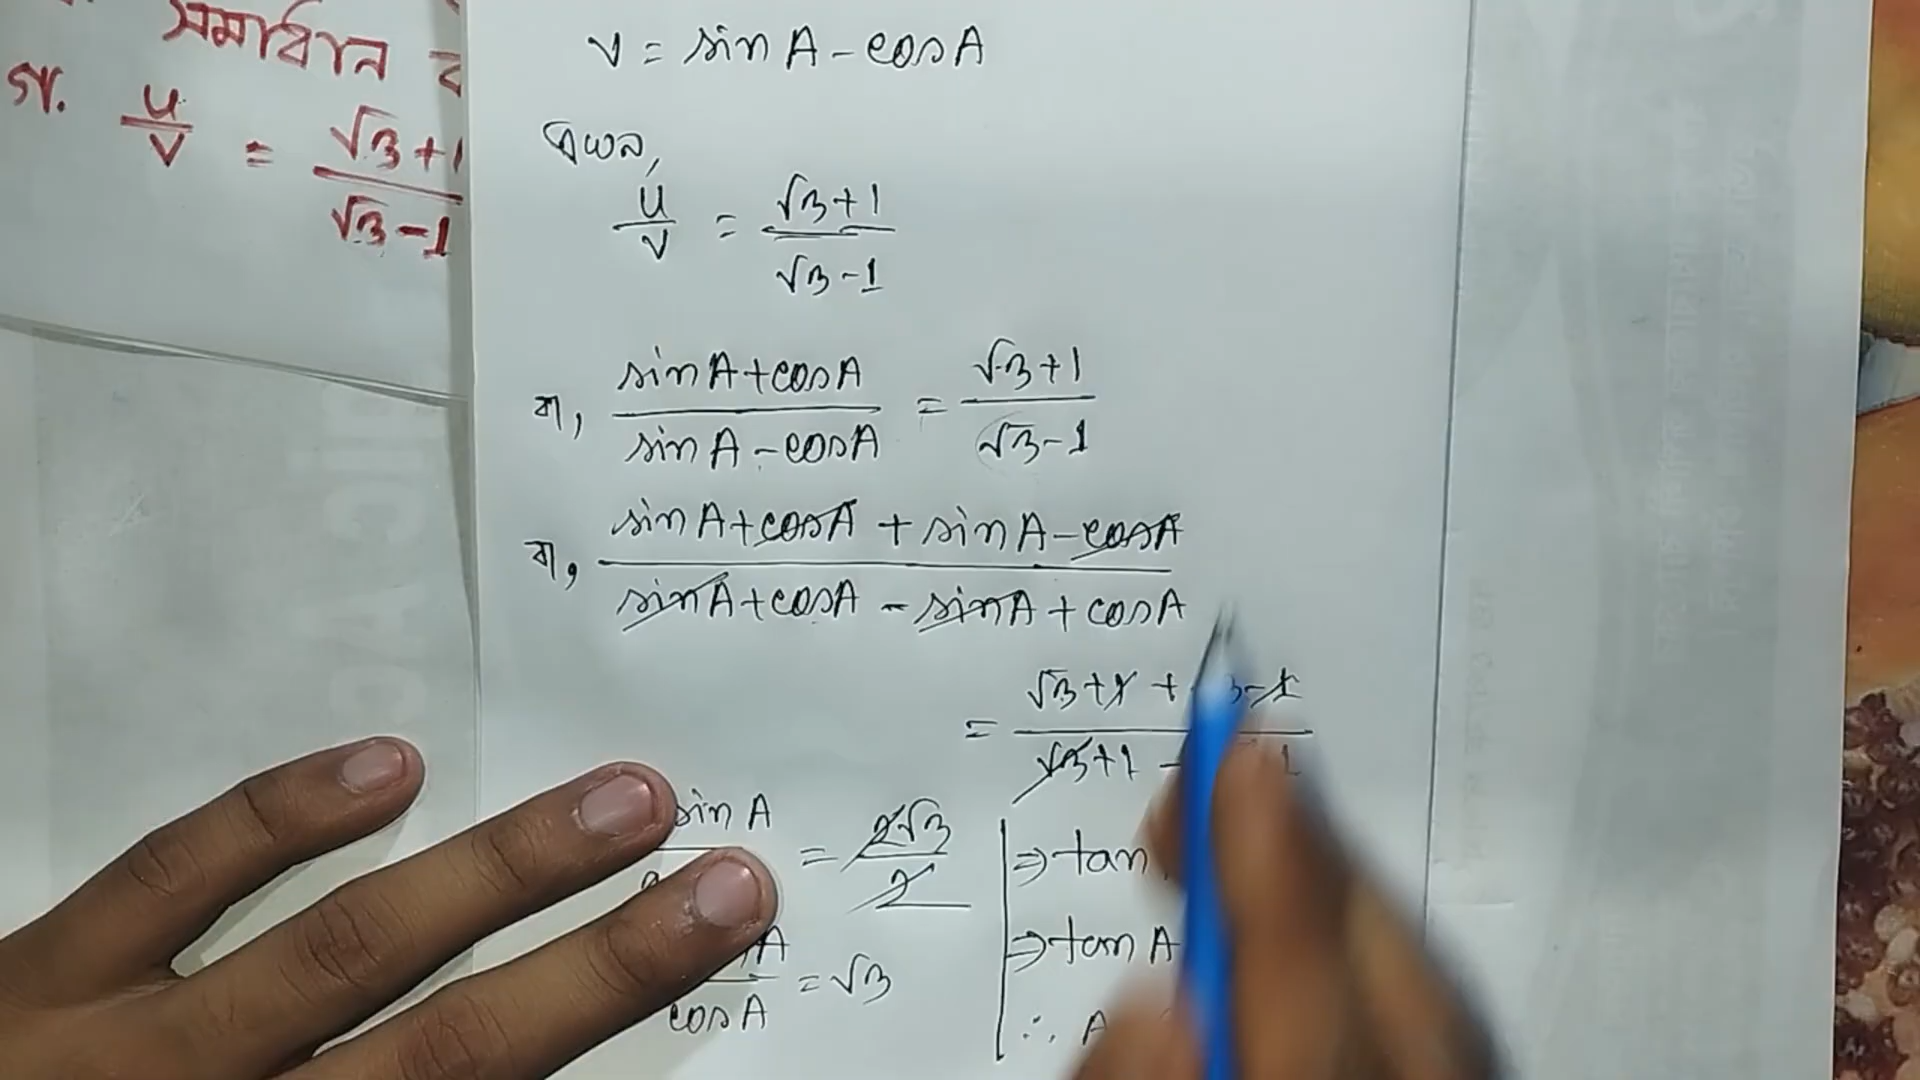 সমাধান
গ. u/v = √3+1 / √3-1
v = sin A - cos A
এখন,
u/v = √3+1 / √3-1
বা, sin A + cos A / sin A - cos A = √3+1 / √3-1
বা, sin A + cos A + sin A - cos A / sin A + cos A - sin A + cos A
= √3+1 + 3-1 / √3+1 - 1
sin A = 2√3 / 2
A / cos A = √3
⇒ tan
⇒ tan A
∴ A